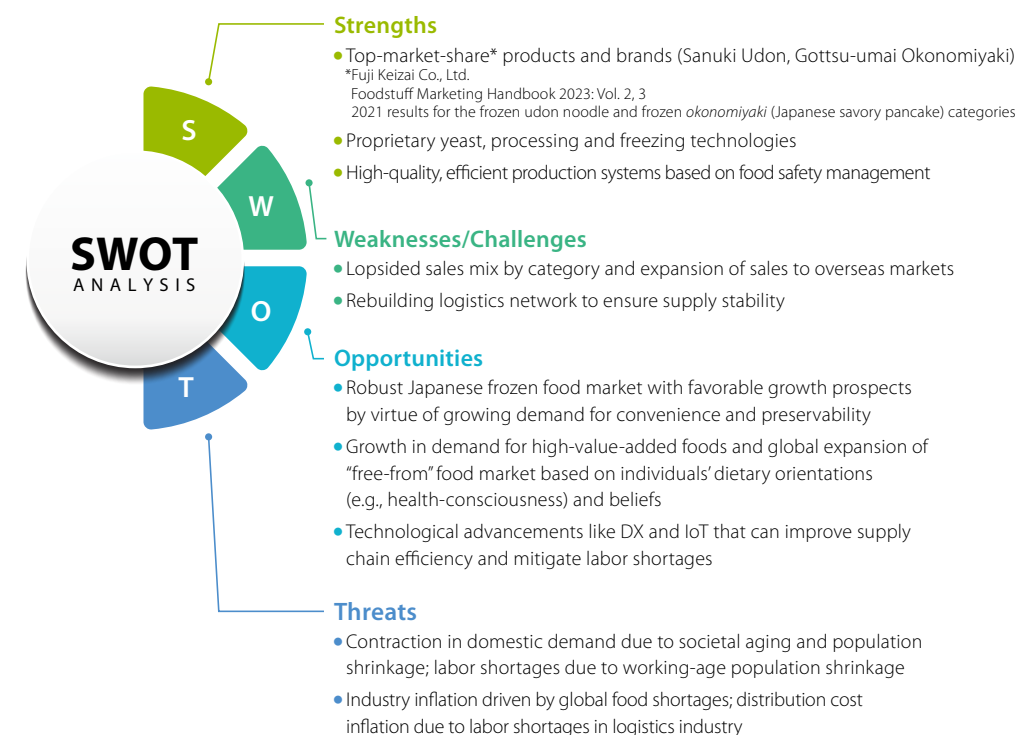 SWOT
ANALYSIS
S
W
O
T
Strengths
• Top-market-share* products and brands (Sanuki Udon, Gottsu-umai Okonomiyaki)
*Fuji Keizai Co., Ltd.
Foodstuff Marketing Handbook 2023: Vol. 2, 3
2021 results for the frozen udon noodle and frozen okonomiyaki (Japanese savory pancake) categories
• Proprietary yeast, processing and freezing technologies
• High-quality, efficient production systems based on food safety management
Weaknesses/Challenges
• Lopsided sales mix by category and expansion of sales to overseas markets
• Rebuilding logistics network to ensure supply stability
Opportunities
• Robust Japanese frozen food market with favorable growth prospects
by virtue of growing demand for convenience and preservability
• Growth in demand for high-value-added foods and global expansion of
“free-from” food market based on individuals’ dietary orientations
(e.g., health-consciousness) and beliefs
• Technological advancements like DX and IoT that can improve supply
chain efficiency and mitigate labor shortages
Threats
• Contraction in domestic demand due to societal aging and population
shrinkage; labor shortages due to working-age population shrinkage
• Industry inflation driven by global food shortages; distribution cost
inflation due to labor shortages in logistics industry